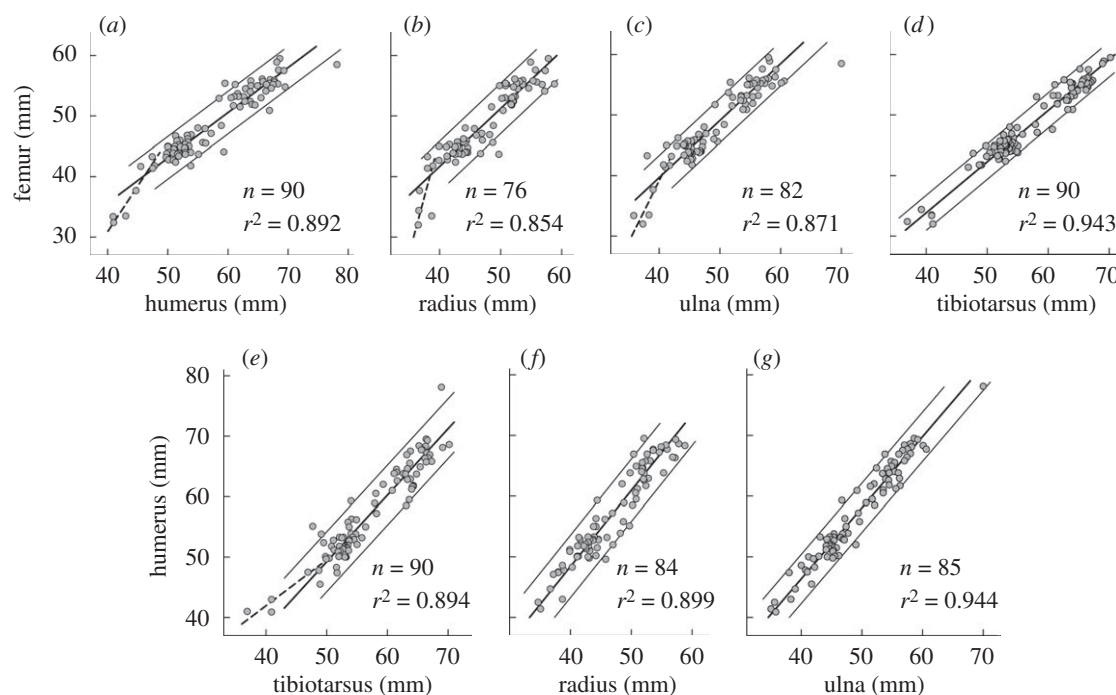 (a) (b) (c) (d)
60
50
40
30
femur (mm)
n = 90
r² = 0.892
40 50 60 70 80
humerus (mm)
n = 76
r² = 0.854
30 40 50 60
radius (mm)
n = 82
r² = 0.871
40 50 60 70
ulna (mm)
n = 90
r² = 0.943
40 50 60 70
tibiotarsus (mm)
(e) (f) (g)
80
70
60
50
40
humerus (mm)
n = 90
r² = 0.894
40 50 60 70
tibiotarsus (mm)
n = 84
r² = 0.899
40 50 60
radius (mm)
n = 85
r² = 0.944
40 50 60 70
ulna (mm)